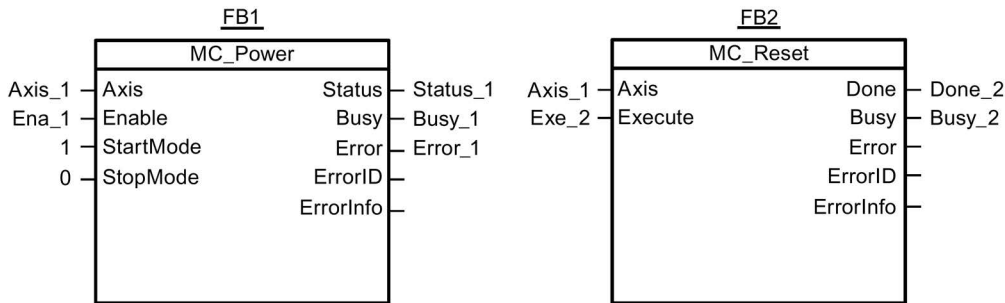 FB1
MC_Power
Axis_1 Axis Status Status_1
Ena_1 Enable Busy Busy_1
1 StartMode Error Error_1
0 StopMode ErrorID
ErrorInfo
FB2
MC_Reset
Axis_1 Axis Done Done_2
Exe_2 Execute Busy Busy_2
Error
ErrorID
ErrorInfo